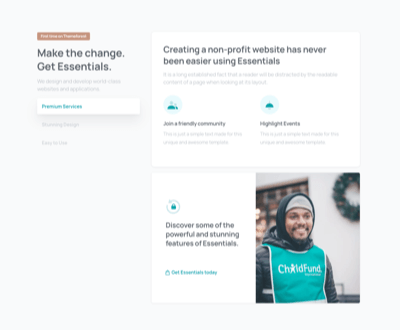 Find Give on ThemeForest
Make the change.
Get Essentials.
We design and develop world-class
websites and applications.
Premium Services
Stunning Design
Easy to Use
Creating a non-profit website has never
been easier using Essentials
It is a long established fact that a reader will be distracted by the readable
content of a page when looking at its layout.
Join a friendly community
This is just a simple text made for this
unique and awesome template.
Highlight Events
This is just a simple text made for this
unique and awesome template.
Discover some of the
powerful and stunning
features of Essentials.
Get Essentials today
ChildFund